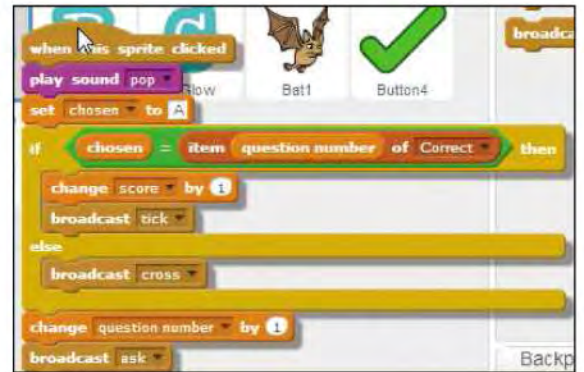 when this sprite clicked
broadca
play sound pop
Glow
Bat1
Button4
set chosen to A
if chosen = item question number of Correct then
change score by 1
broadcast tick
else
broadcast cross
change question number by 1
broadcast ask
Backp